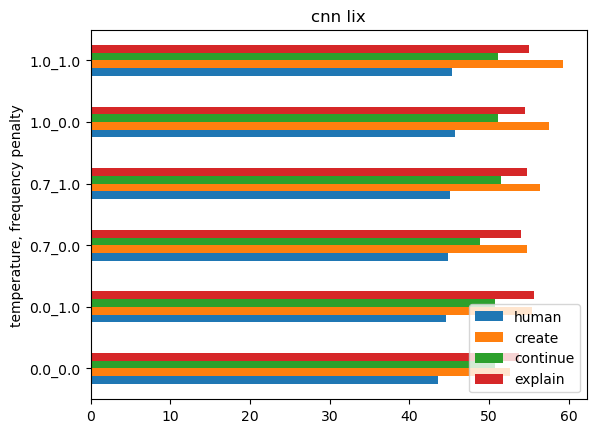 cnn lix
temperature, frequency penalty
1.0_1.0
1.0_0.0
0.7_1.0
0.7_0.0
0.0_1.0
0.0_0.0
human
create
continue
explain
0 10 20 30 40 50 60